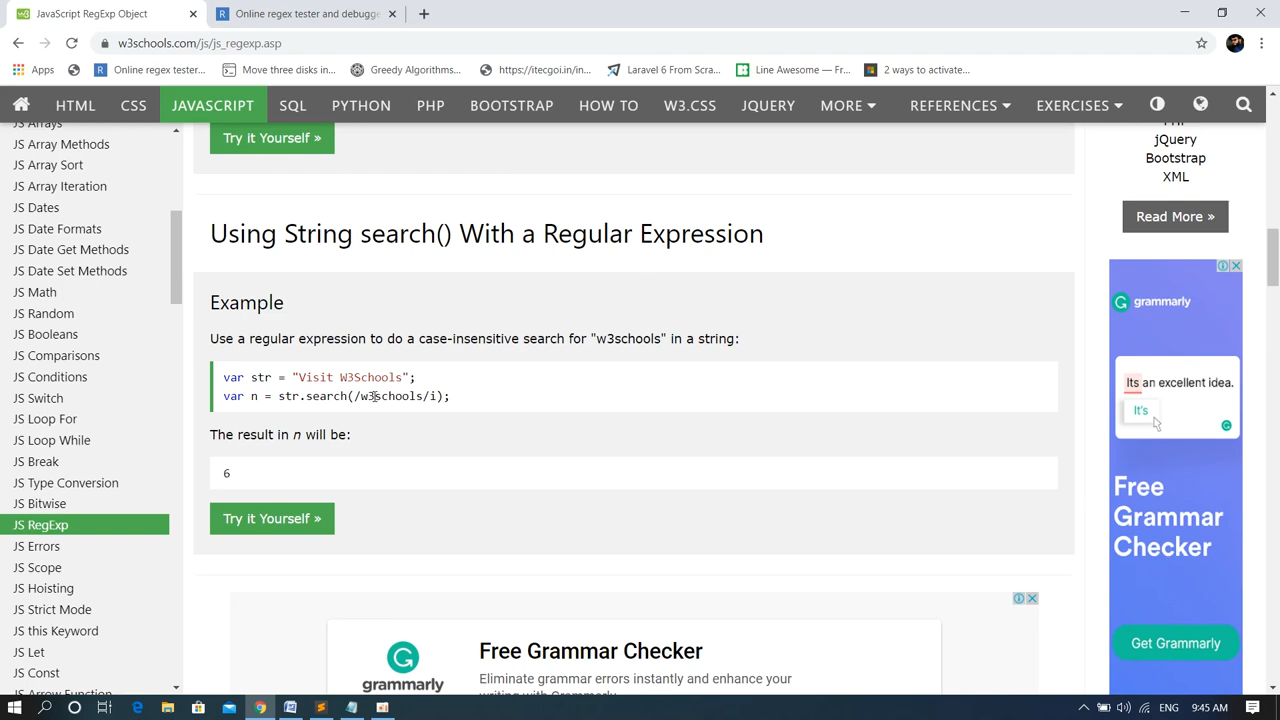 JavaScript RegExp Object
Online regex tester and debugge
w3schools.com/js/js_regexp.asp
Apps
Online regex tester...
Move three disks in...
Greedy Algorithms...
https://itecgoi.in/in...
Laravel 6 From Scra...
Line Awesome — Fr...
2 ways to activate...
HTML
CSS
JAVASCRIPT
SQL
PYTHON
PHP
BOOTSTRAP
HOW TO
W3.CSS
JQUERY
MORE
REFERENCES
EXERCISES
JS Arrays
JS Array Methods
JS Array Sort
JS Array Iteration
JS Dates
JS Date Formats
JS Date Get Methods
JS Date Set Methods
JS Math
JS Random
JS Booleans
JS Comparisons
JS Conditions
JS Switch
JS Loop For
JS Loop While
JS Break
JS Type Conversion
JS Bitwise
JS RegExp
JS Errors
JS Scope
JS Hoisting
JS Strict Mode
JS this Keyword
JS Let
JS Const
JS Arrow Function
Try it Yourself »
Using String search() With a Regular Expression
Example
Use a regular expression to do a case-insensitive search for "w3schools" in a string:
var str = "Visit W3Schools";
var n = str.search(/w3schools/i);
The result in n will be:
6
Try it Yourself »
Free Grammar Checker
Eliminate grammar errors instantly and enhance your
writing with Grammarly
grammarly
PHP
jQuery
Bootstrap
XML
Read More »
grammarly
Its an excellent idea.
It's
Free
Grammar
Checker
Get Grammarly
ENG
9:45 AM